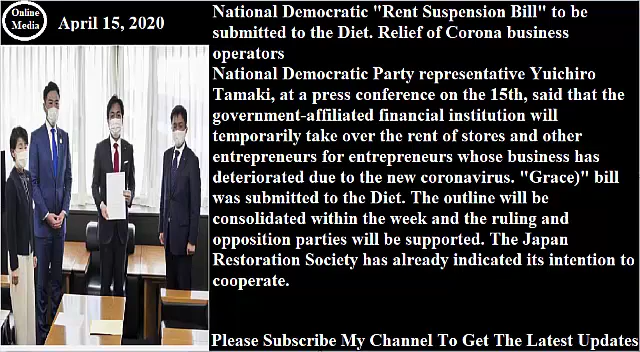 Online
Media
April 15, 2020
National Democratic "Rent Suspension Bill" to be
submitted to the Diet. Relief of Corona business
operators
National Democratic Party representative Yuichiro
Tamaki, at a press conference on the 15th, said that the
government-affiliated financial institution will
temporarily take over the rent of stores and other
entrepreneurs for entrepreneurs whose business has
deteriorated due to the new coronavirus. "Grace)" bill
was submitted to the Diet. The outline will be
consolidated within the week and the ruling and
opposition parties will be supported. The Japan
Restoration Society has already indicated its intention to
cooperate.
Please Subscribe My Channel To Get The Latest Updates